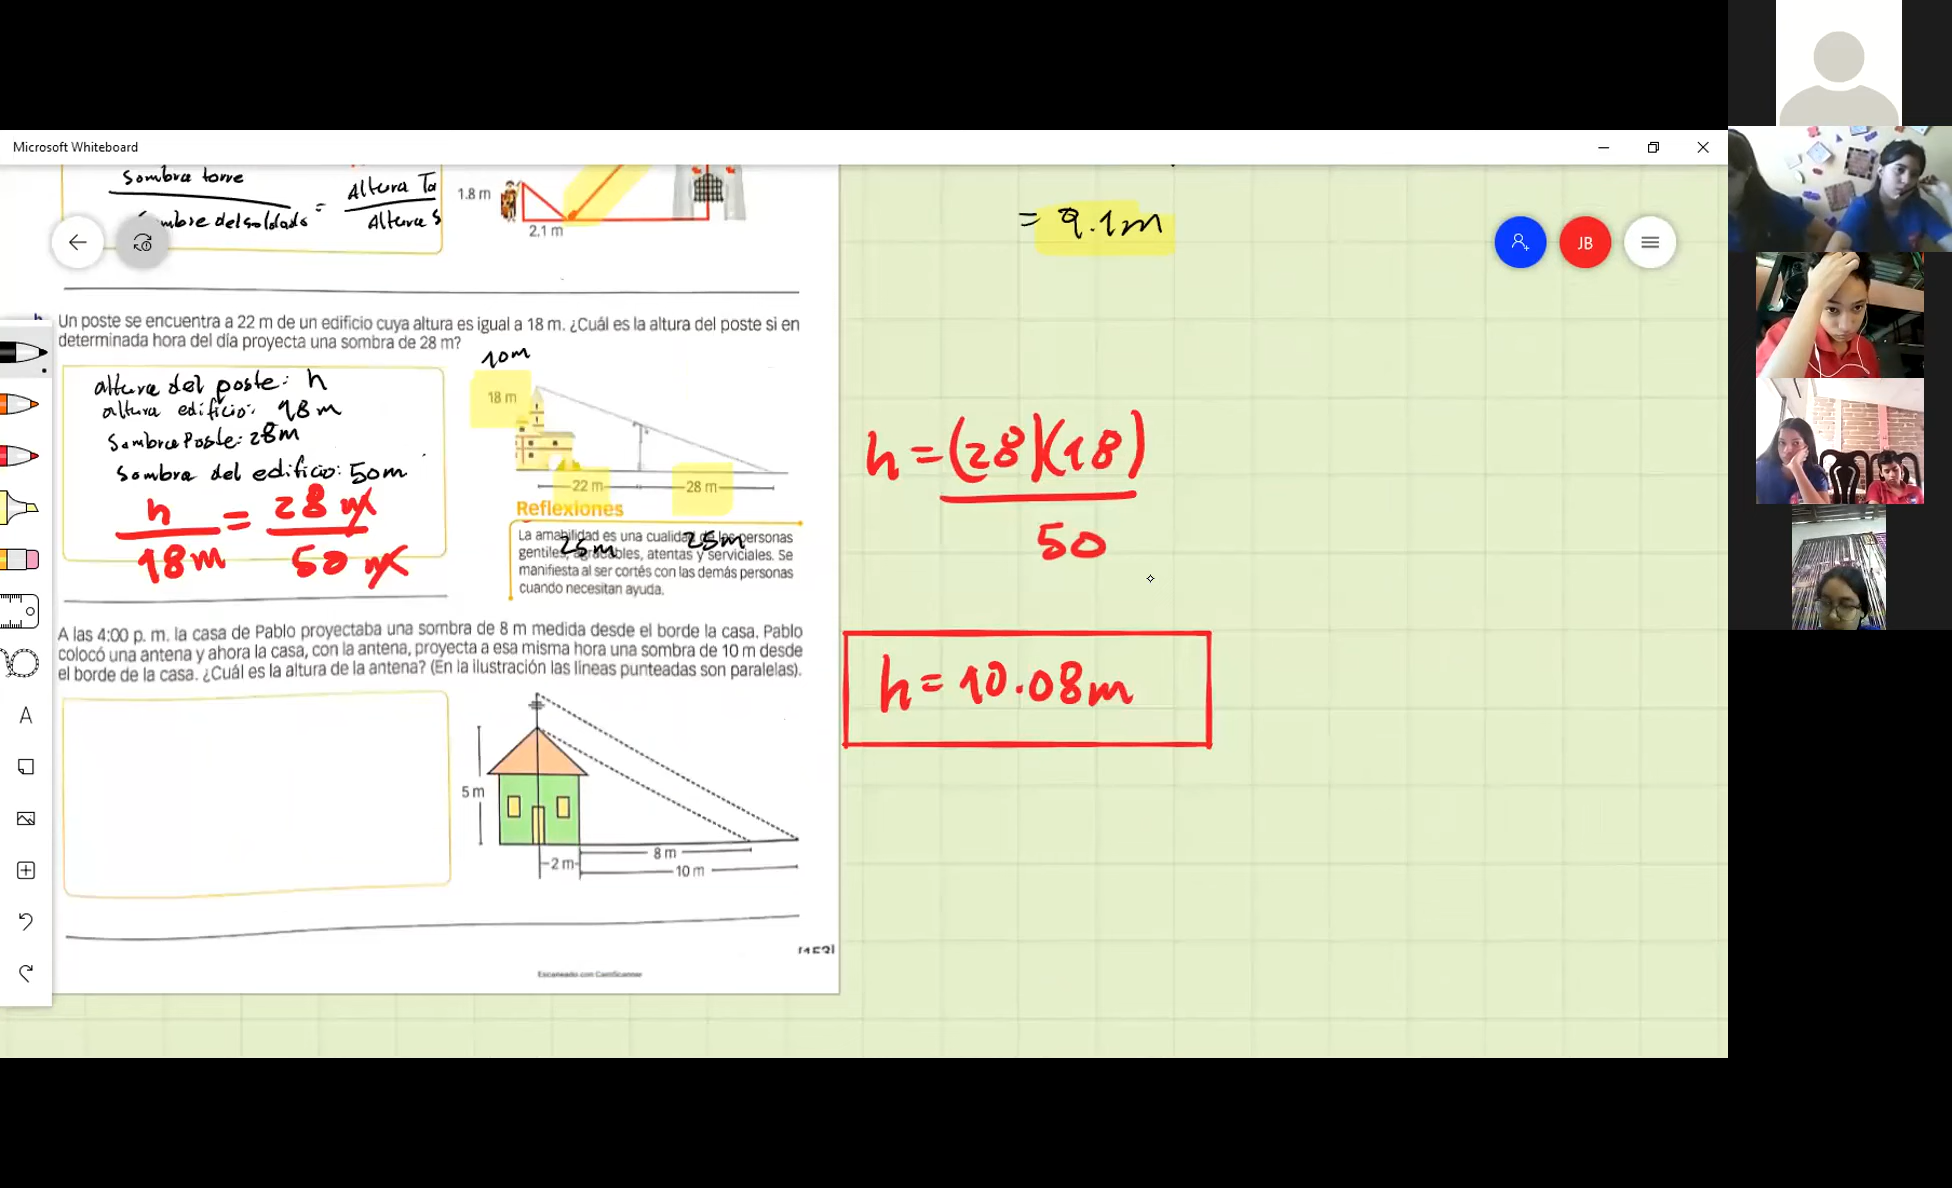 Microsoft Whiteboard
Sombra torre
=
Altura To
Altura S
1.8 m
2.1 m
= 9.1m
JB
Un poste se encuentra a 22 m de un edificio cuya altura es igual a 18 m. ¿Cuál es la altura del poste si en
determinada hora del día proyecta una sombra de 28 m?
10m
altura del poste: h
altura edificio: 18m
Sombra Poste: 28m
Sombra del edificio: 50m
h = 28 m
18m 50 m
18 m
22 m
28 m
Reflexiones
La amabilidad es una cualidad de las personas
gentiles, agradables, atentas y serviciales. Se
manifiesta al ser cortés con las demás personas
cuando necesitan ayuda.
25m 25m
h = (28)(18)
50
h = 10.08m
A las 4:00 p. m. la casa de Pablo proyectaba una sombra de 8 m medida desde el borde la casa. Pablo
colocó una antena y ahora la casa, con la antena, proyecta a esa misma hora una sombra de 10 m desde
el borde de la casa. ¿Cuál es la altura de la antena? (En la ilustración las líneas punteadas son paralelas).
5 m
2 m
8 m
10 m
Escaneado con CamScanner
A